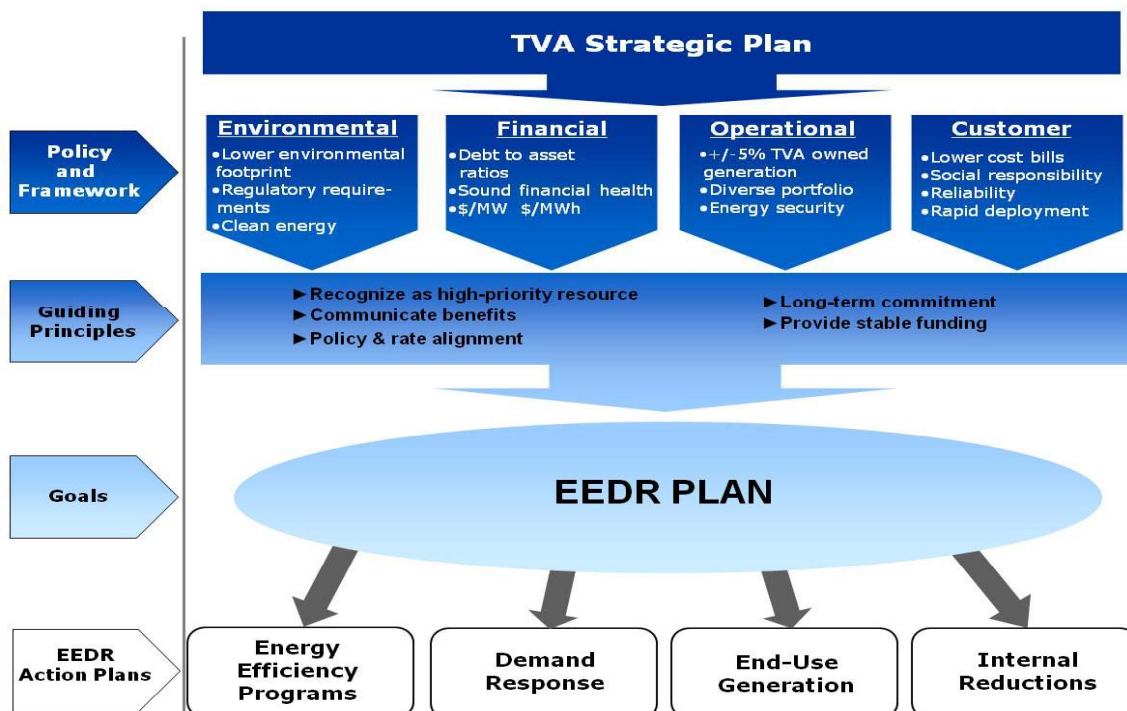 TVA Strategic Plan
Policy
and
Framework
Environmental
•Lower environmental
footprint
•Regulatory require-
ments
•Clean energy
Financial
•Debt to asset
ratios
•Sound financial health
•$/MW $/MWh
Operational
•+/-5% TVA owned
generation
•Diverse portfolio
•Energy security
Customer
•Lower cost bills
•Social responsibility
•Reliability
•Rapid deployment
Guiding
Principles
►Recognize as high-priority resource
►Communicate benefits
►Policy & rate alignment
►Long-term commitment
►Provide stable funding
Goals
EEDR PLAN
EEDR
Action Plans
Energy
Efficiency
Programs
Demand
Response
End-Use
Generation
Internal
Reductions